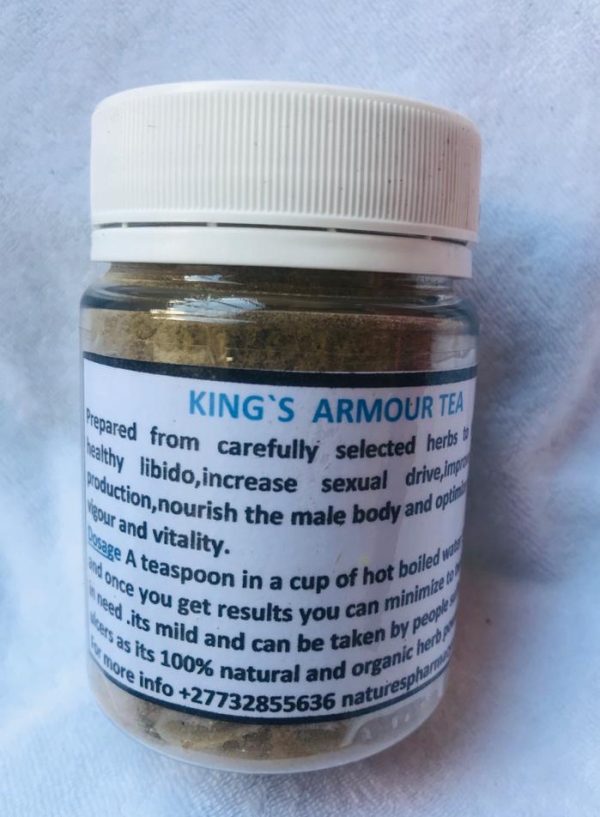 KING`S ARMOUR TEA
Prepared from carefully selected herbs to
healthy libido,increase sexual drive,
production,nourish the male body and
vigour and vitality.
Dosage A teaspoon in a cup of hot boiled water
and once you get results you can minimize to
in need .its mild and can be taken by people
ulcers as its 100% natural and organic herb
For more info +27732855636